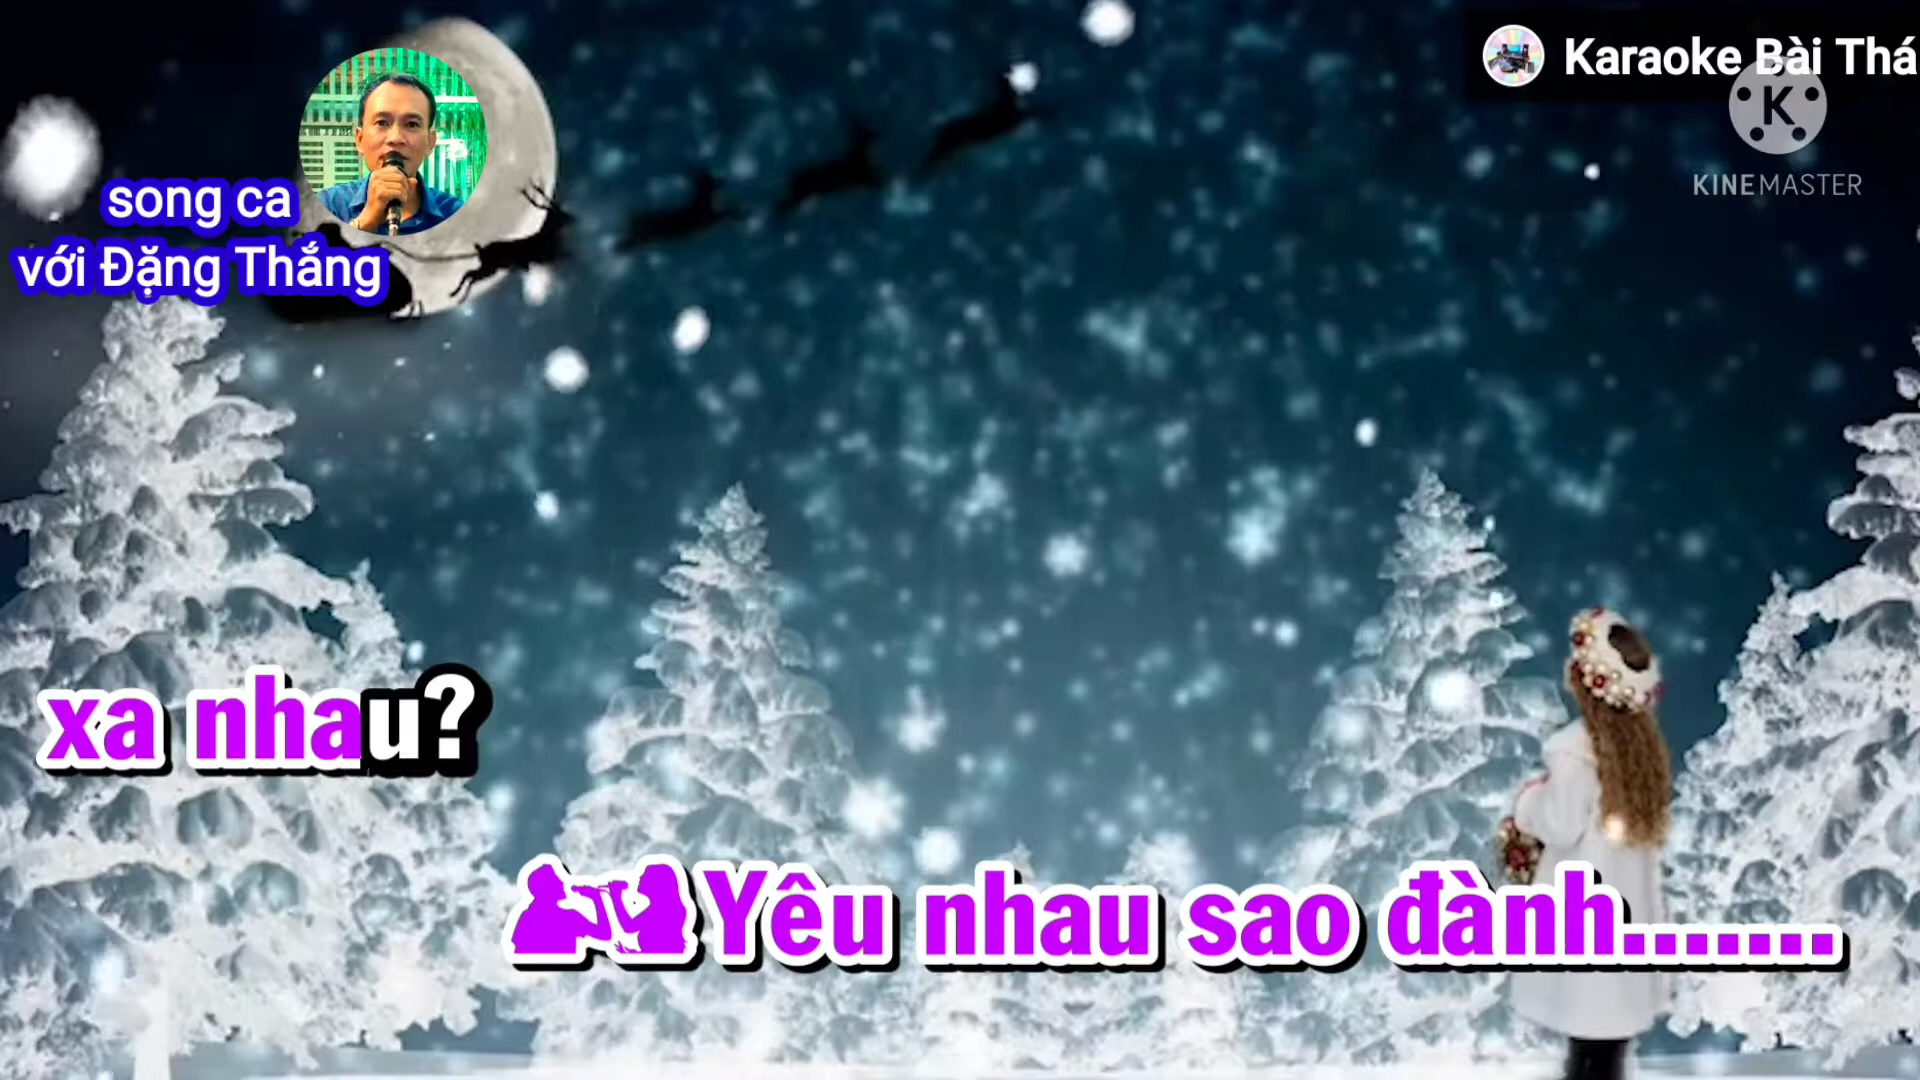 Karaoke Bài Thá
KINEMASTER
song ca
với Đặng Thắng
xa nhau?
Yêu nhau sao đành.......